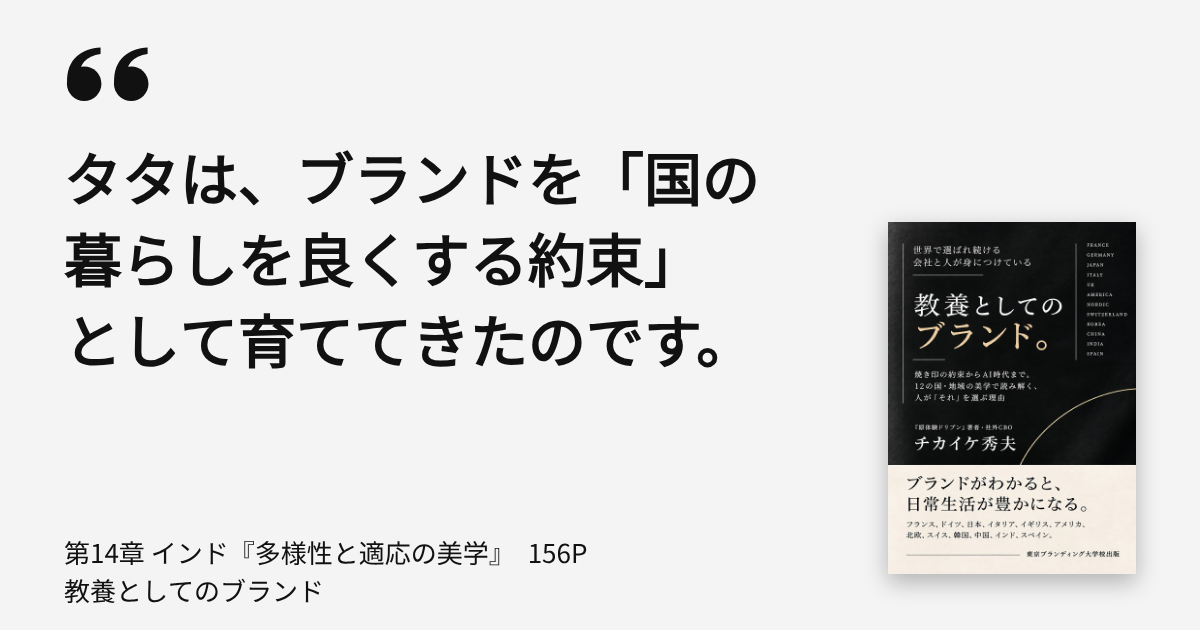 “
タタは、ブランドを「国の
暮らしを良くする約束」
として育ててきたのです。
第14章 インド『多様性と適応の美学』 156P
教養としてのブランド
世界で選ばれ続ける
会社と人が身につけている
教養としての
ブランド。
焼き印の約束からAI時代まで。
12の国・地域の美学で読み解く、
人が「それ」を選ぶ理由
『原体験ドリブン』著者・社外CBO
チカイケ秀夫
FRANCE
GERMANY
JAPAN
ITALY
UK
AMERICA
NORDIC
SWITZERLAND
KOREA
CHINA
INDIA
SPAIN
ブランドがわかると、
日常生活が豊かになる。
フランス、ドイツ、日本、イタリア、イギリス、アメリカ、
北欧、スイス、韓国、中国、インド、スペイン。
東京ブランディング大学校出版